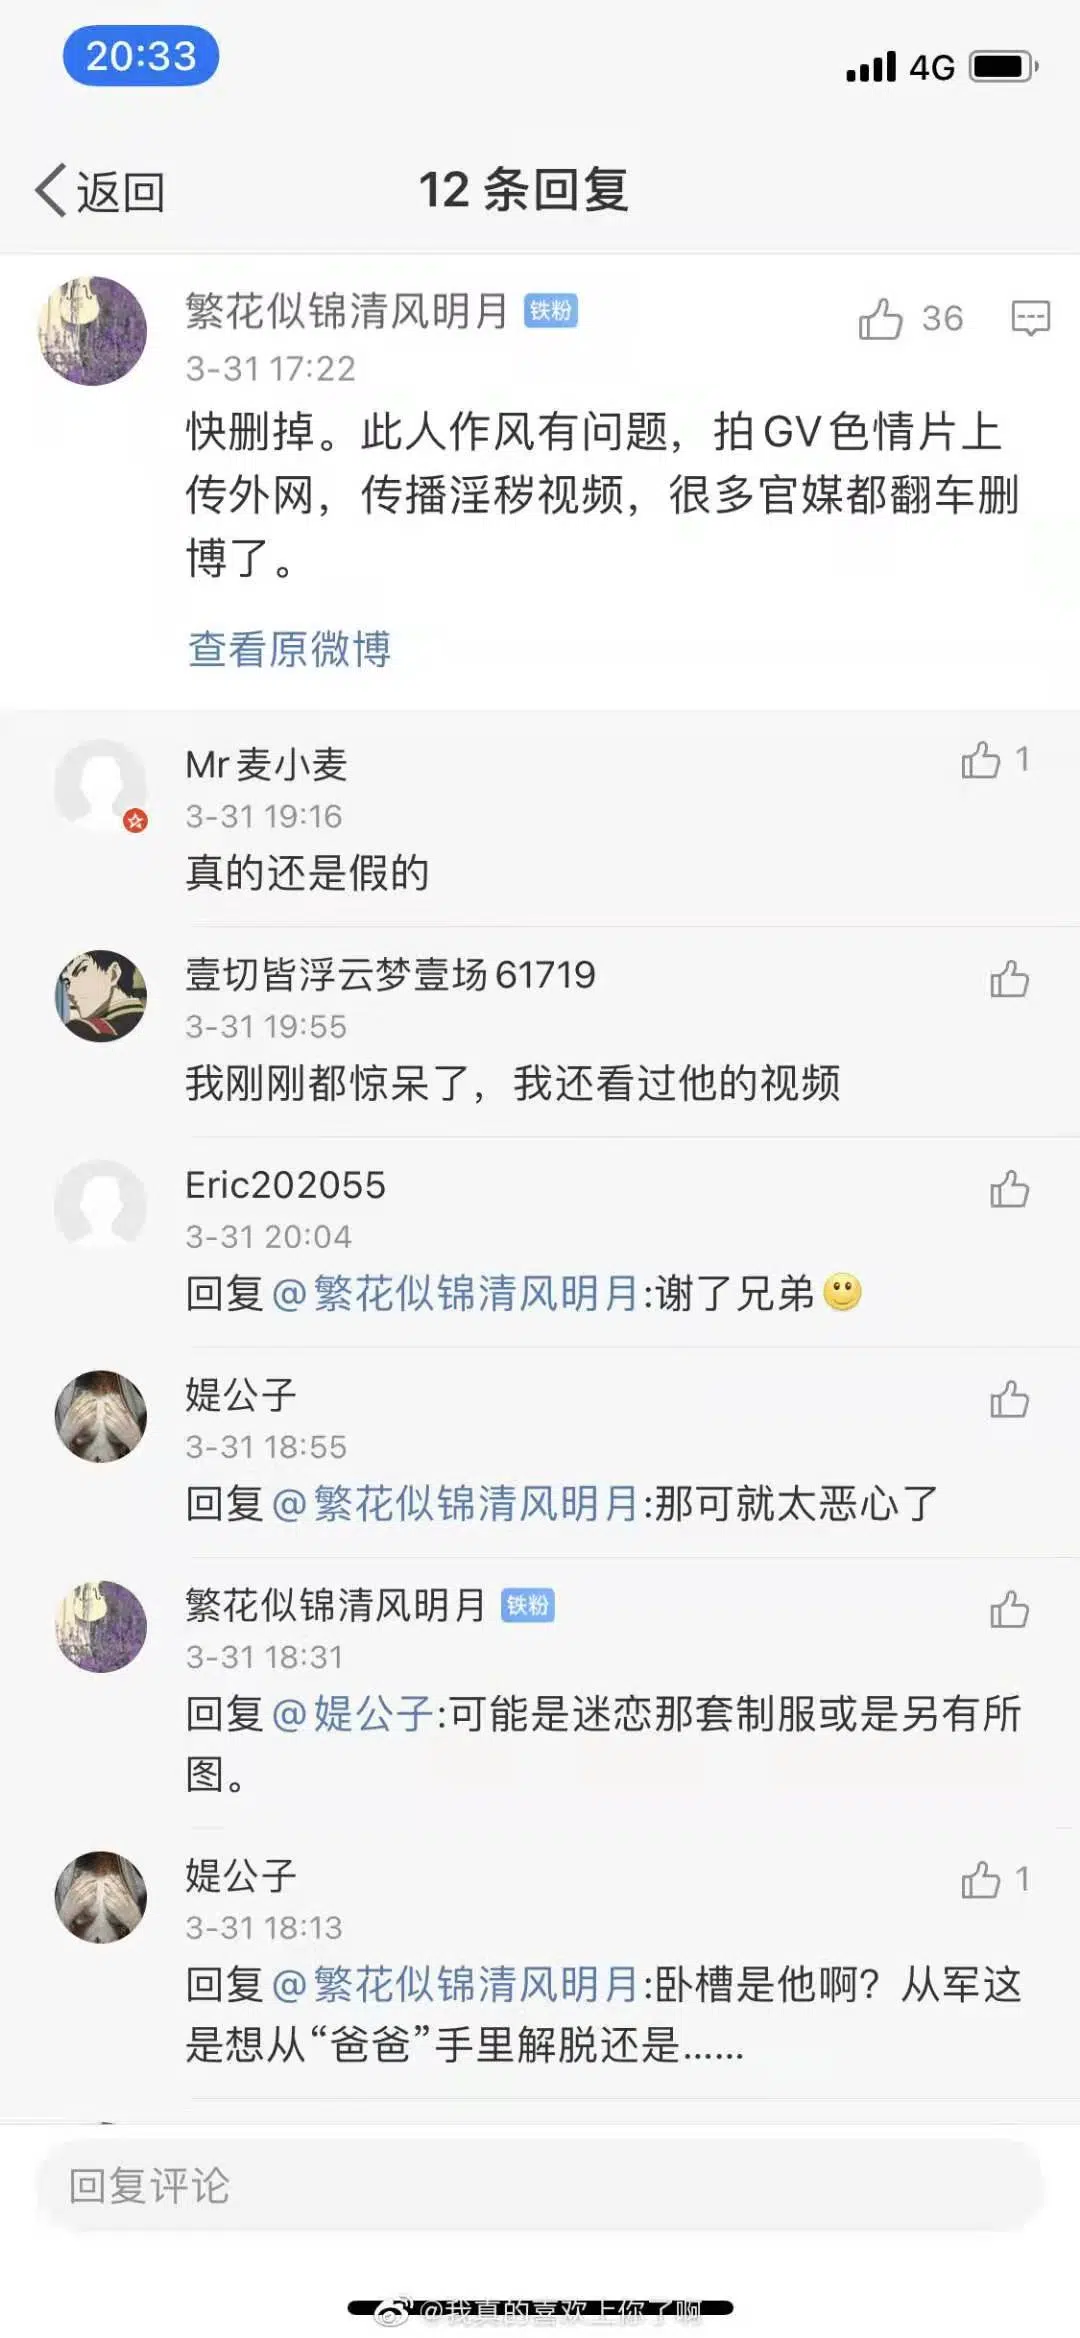 20:33
4G
返回
12 条回复
繁花似锦清风明月 铁粉
36
3-31 17:22
快删掉。此人作风有问题，拍GV色情片上
传外网，传播淫秽视频，很多官媒都翻车删
博了。
查看原微博
Mr麦小麦
1
3-31 19:16
真的还是假的
壹切皆浮云梦壹场61719
3-31 19:55
我刚刚都惊呆了，我还看过他的视频
Eric202055
3-31 20:04
回复@繁花似锦清风明月:谢了兄弟
媞公子
3-31 18:55
回复@繁花似锦清风明月:那可就太恶心了
繁花似锦清风明月 铁粉
3-31 18:31
回复@媞公子:可能是迷恋那套制服或是另有所
图。
媞公子
1
3-31 18:13
回复@繁花似锦清风明月:卧槽是他啊？从军这
是想从“爸爸”手里解脱还是……
回复评论
@我真的喜欢上你了啊